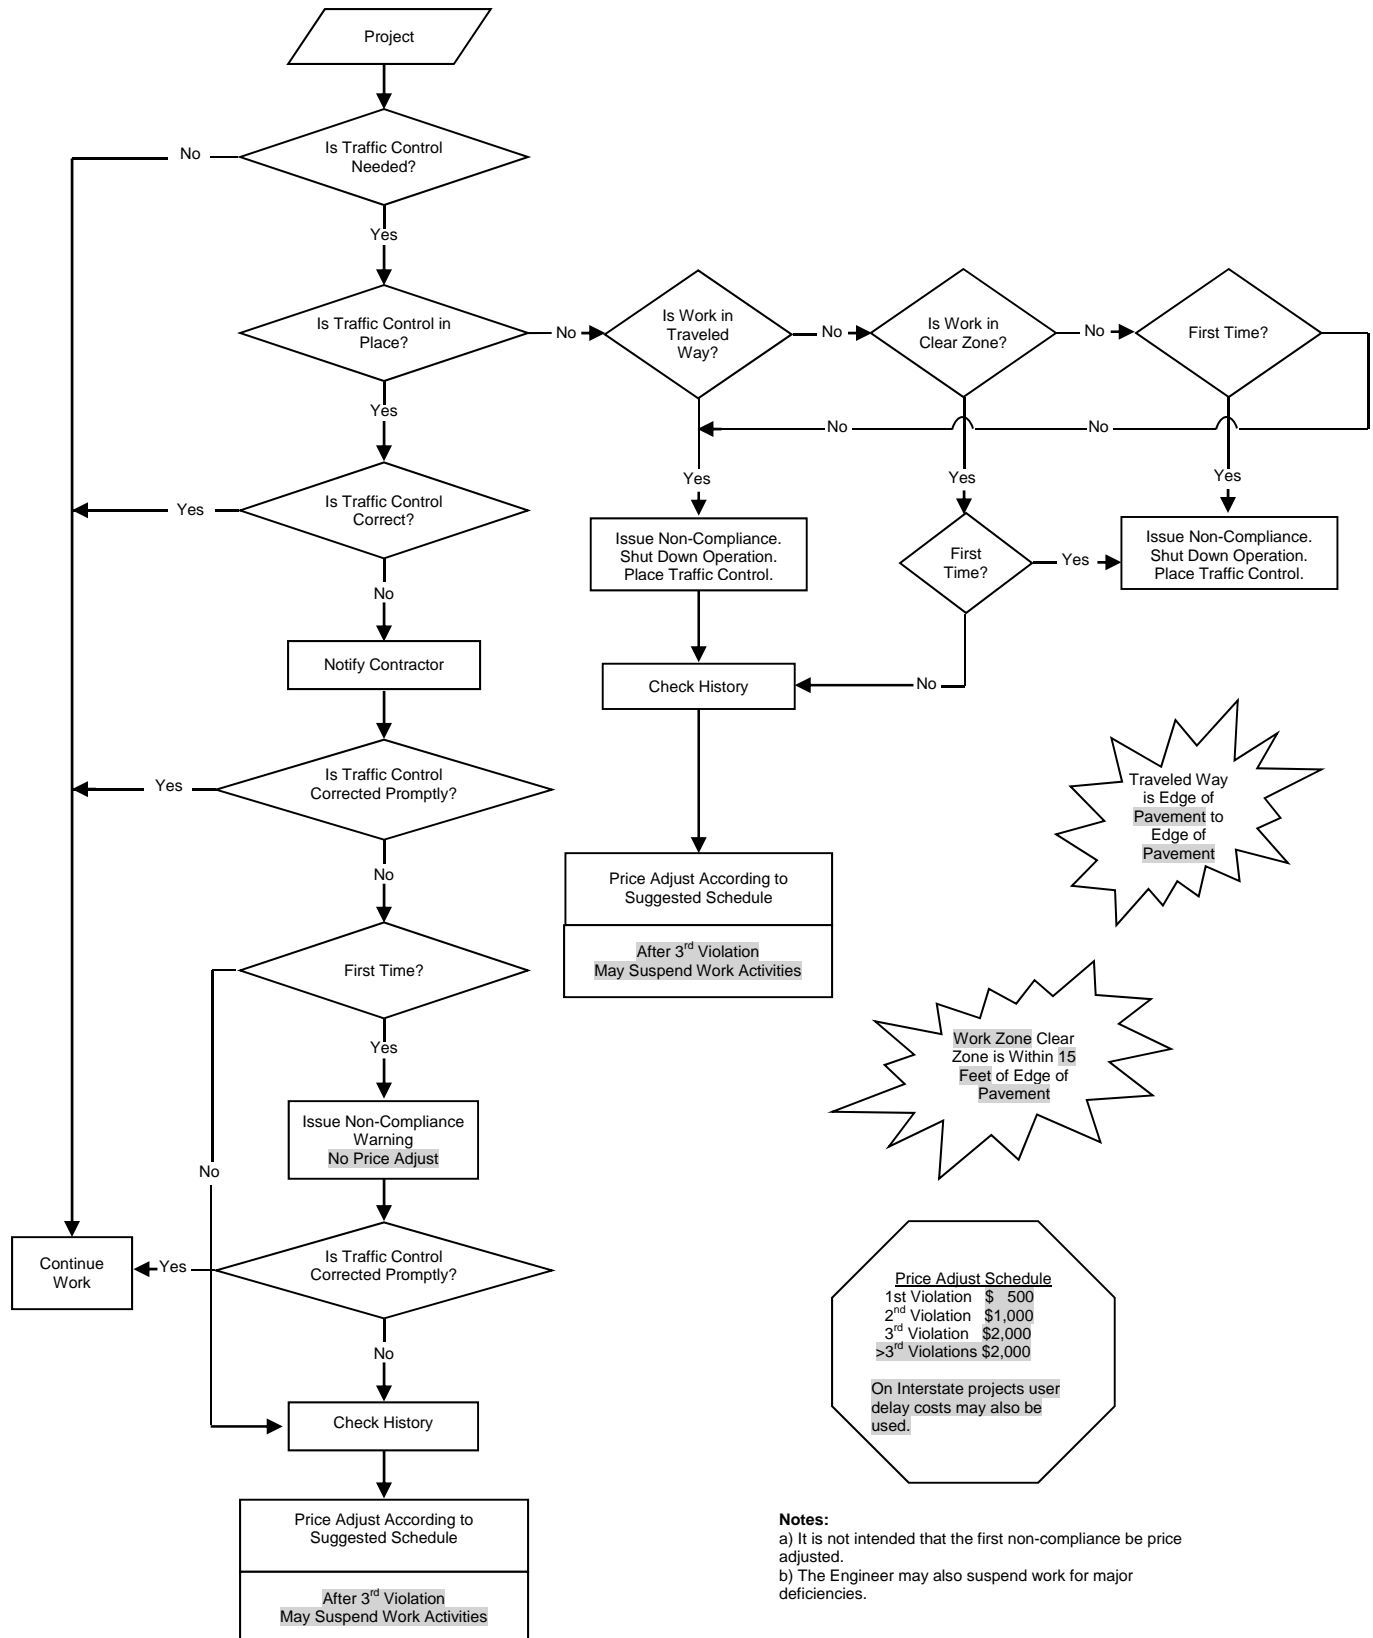 Project
Is Traffic Control
Needed?
No
Yes
Is Traffic Control in
Place?
No
Is Work in
Traveled
Way?
No
Is Work in
Clear Zone?
No
First Time?
Yes
No
No
Yes
Yes
Yes
Is Traffic Control
Correct?
Yes
Issue Non-Compliance.
Shut Down Operation.
Place Traffic Control.
First
Time?
Yes
Issue Non-Compliance.
Shut Down Operation.
Place Traffic Control.
No
Notify Contractor
Check History
No
Is Traffic Control
Corrected Promptly?
Yes
Traveled Way
is Edge of
Pavement to
Edge of
Pavement
No
Price Adjust According to
Suggested Schedule
After 3rd Violation
May Suspend Work Activities
First Time?
Yes
Work Zone Clear
Zone is Within 15
Feet of Edge of
Pavement
Issue Non-Compliance
Warning
No Price Adjust
No
Continue
Work
Yes
Is Traffic Control
Corrected Promptly?
Price Adjust Schedule
1st Violation $ 500
2nd Violation $1,000
3rd Violation $2,000
>3rd Violations $2,000
On Interstate projects user
delay costs may also be
used.
No
Check History
Price Adjust According to
Suggested Schedule
After 3rd Violation
May Suspend Work Activities
Notes:
a) It is not intended that the first non-compliance be price
adjusted.
b) The Engineer may also suspend work for major
deficiencies.